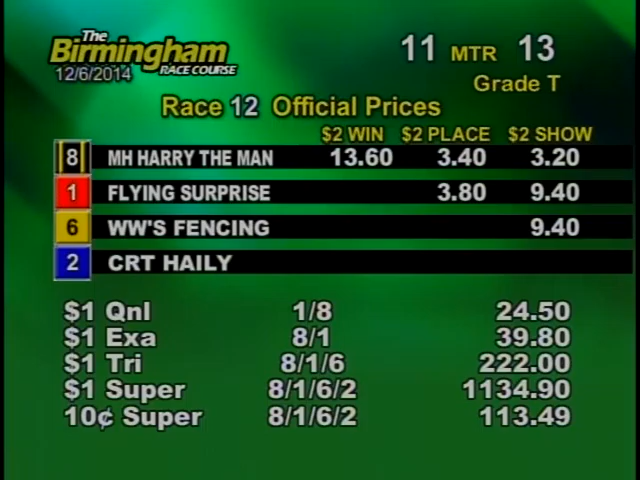 The
Birmingham
RACE COURSE
12/6/2014
11 MTR 13
Grade T
Race 12 Official Prices
$2 WIN $2 PLACE $2 SHOW
8 MH HARRY THE MAN 13.60 3.40 3.20
1 FLYING SURPRISE 3.80 9.40
6 WW'S FENCING 9.40
2 CRT HAILY
$1 Qnl 1/8 24.50
$1 Exa 8/1 39.80
$1 Tri 8/1/6 222.00
$1 Super 8/1/6/2 1134.90
10¢ Super 8/1/6/2 113.49